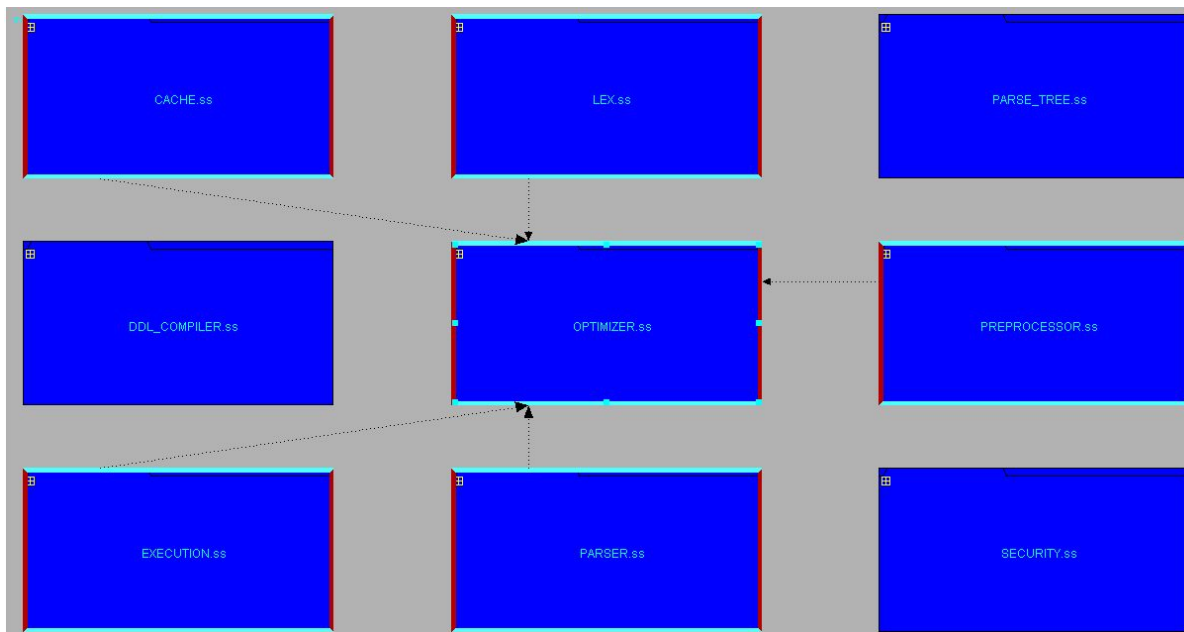 CACHE.ss
LEX.ss
PARSE_TREE.ss
DDL_COMPILER.ss
OPTIMIZER.ss
PREPROCESSOR.ss
EXECUTION.ss
PARSER.ss
SECURITY.ss